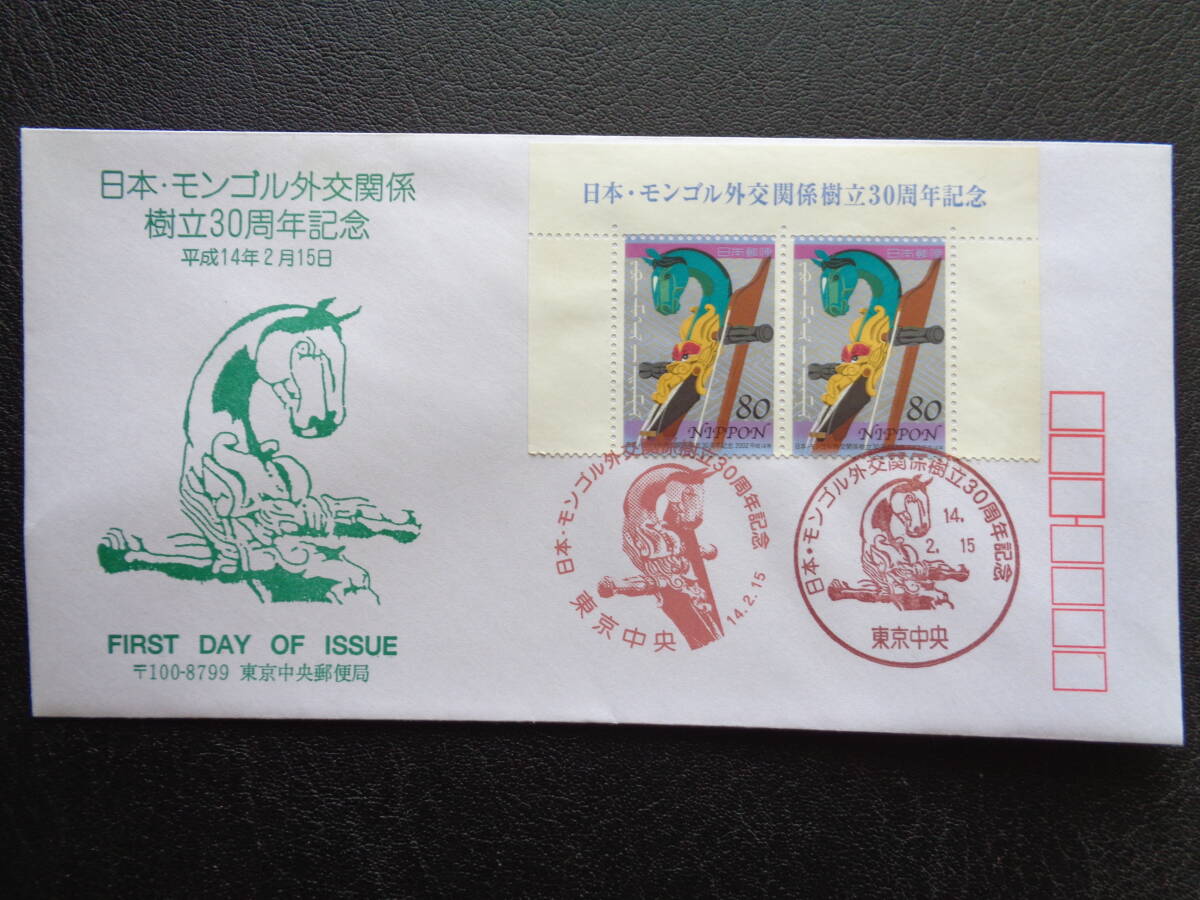 日本・モンゴル外交関係
樹立30周年記念
平成14年2月15日
FIRST DAY OF ISSUE
〒100-8799 東京中央郵便局
日本・モンゴル外交関係樹立30周年記念
日本郵便
80
NIPPON
2002 平成14年
日本郵便
80
NIPPON
日本・モンゴル外交関係樹立30周年記念
14.2.15
東京中央
日本・モンゴル外交関係樹立30周年記念
14.
2. 15
東京中央